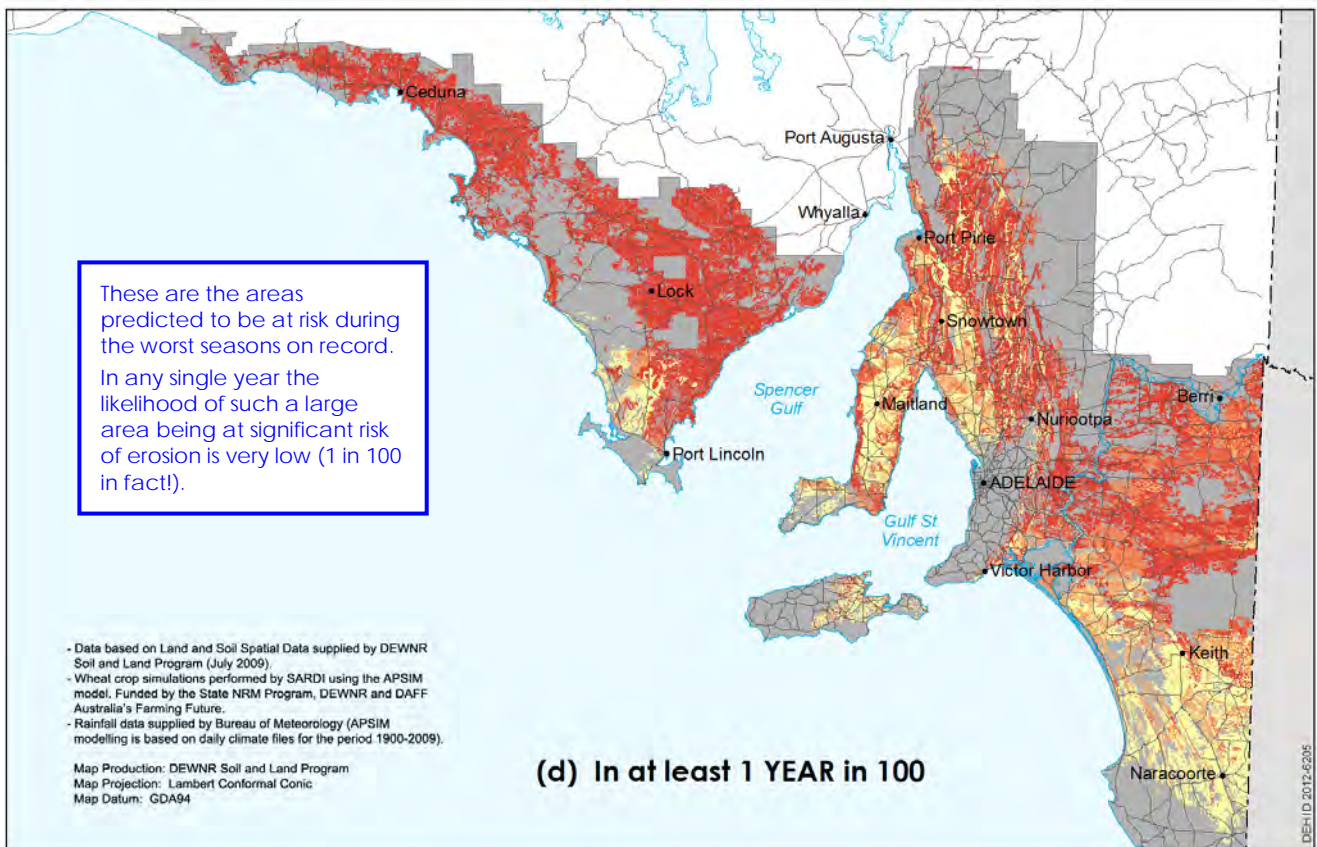 Ceduna
Port Augusta
Whyalla
Port Pirie
These are the areas
predicted to be at risk during
the worst seasons on record.
In any single year the
likelihood of such a large
area being at significant risk
of erosion is very low (1 in 100
in fact!).
Lock
Snowtown
Spencer
Gulf
Maitland
Berri
Nuriootpa
Port Lincoln
ADELAIDE
Gulf St
Vincent
Victor Harbor
Keith
Naracoorte
- Data based on Land and Soil Spatial Data supplied by DEWNR
Soil and Land Program (July 2009).
- Wheat crop simulations performed by SARDI using the APSIM
model. Funded by the State NRM Program, DEWNR and DAFF
Australia's Farming Future.
- Rainfall data supplied by Bureau of Meteorology (APSIM
modelling is based on daily climate files for the period 1900-2009).
Map Production: DEWNR Soil and Land Program
Map Projection: Lambert Conformal Conic
Map Datum: GDA94
(d) In at least 1 YEAR in 100
DEH ID 2012-6205